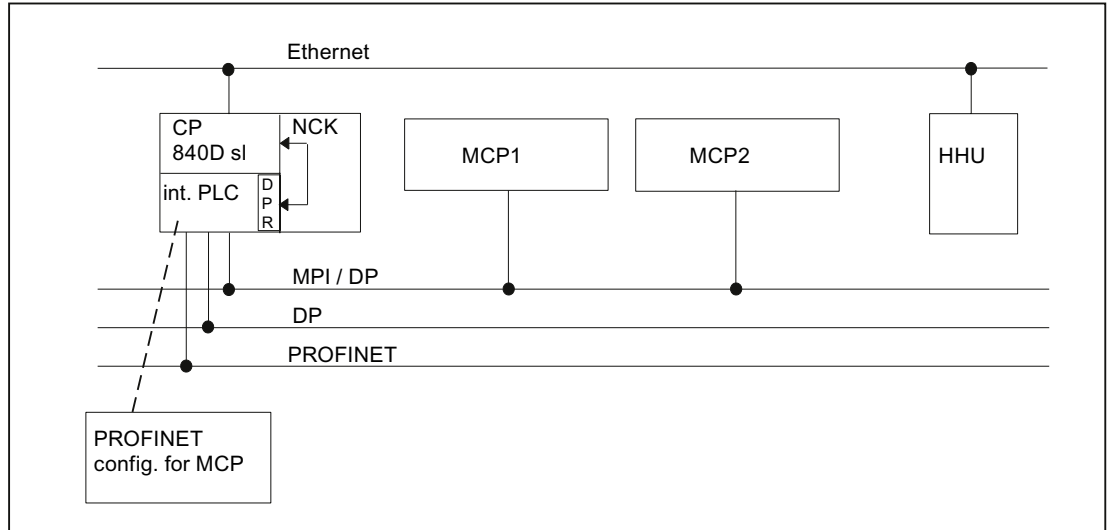 Ethernet
CP
840D sl
NCK
int. PLC
D
P
R
MCP1
MCP2
HHU
MPI / DP
DP
PROFINET
PROFINET
config. for MCP